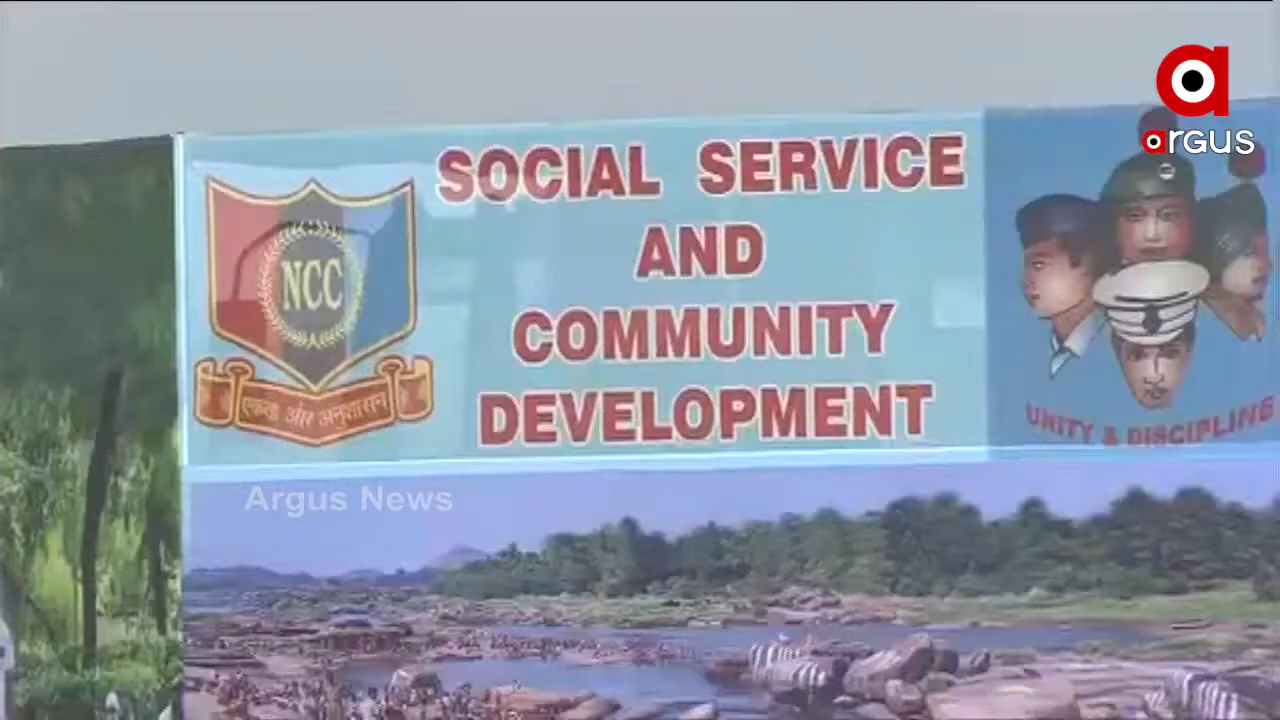 argus
SOCIAL SERVICE
AND
COMMUNITY
DEVELOPMENT
NCC
एकता और अनुशासन
UNITY & DISCIPLINE
Argus News